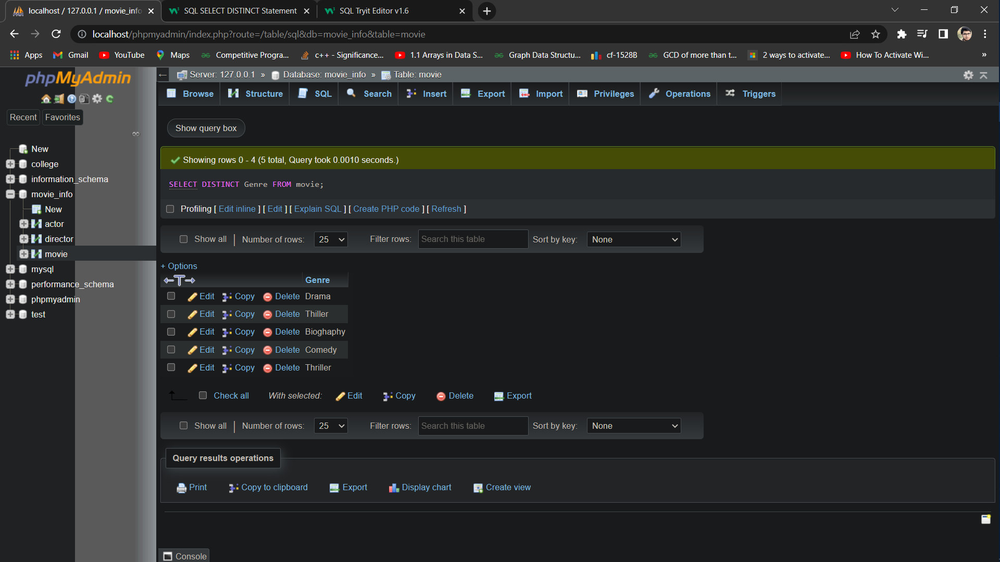 localhost / 127.0.0.1 / movie_info
SQL SELECT DISTINCT Statement
SQL Tryit Editor v1.6
localhost/phpmyadmin/index.php?route=/table/sql&db=movie_info&table=movie
Apps
Gmail
YouTube
Maps
Competitive Progra...
c++ - Significance...
1.1 Arrays in Data S...
Graph Data Structu...
cf-1528B
GCD of more than t...
2 ways to activate...
How To Activate Wi...
»
phpMyAdmin
Recent
Favorites
New
college
information_schema
movie_info
New
actor
director
movie
mysql
performance_schema
phpmyadmin
test
Server: 127.0.0.1 » Database: movie_info » Table: movie
Browse
Structure
SQL
Search
Insert
Export
Import
Privileges
Operations
Triggers
Show query box
Showing rows 0 - 4 (5 total, Query took 0.0010 seconds.)
SELECT DISTINCT Genre FROM movie;
Profiling [ Edit inline ] [ Edit ] [ Explain SQL ] [ Create PHP code ] [ Refresh ]
Show all | Number of rows: 25 Filter rows: Search this table Sort by key: None
+ Options
Genre
Edit Copy Delete Drama
Edit Copy Delete Thiller
Edit Copy Delete Bioghaphy
Edit Copy Delete Comedy
Edit Copy Delete Thriller
Check all With selected: Edit Copy Delete Export
Show all | Number of rows: 25 Filter rows: Search this table Sort by key: None
Query results operations
Print Copy to clipboard Export Display chart Create view
Console